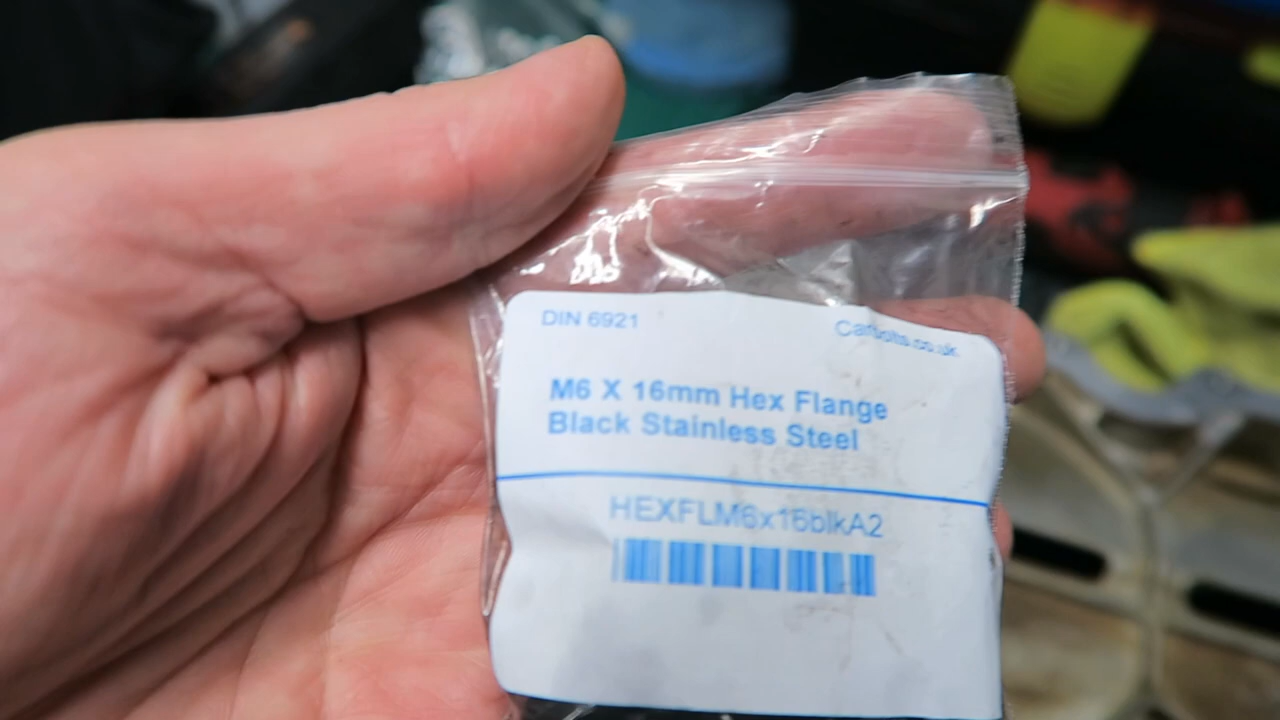 DIN 6921
Carbolts.co.uk
M6 X 16mm Hex Flange
Black Stainless Steel
HEXFLM6x16blkA2